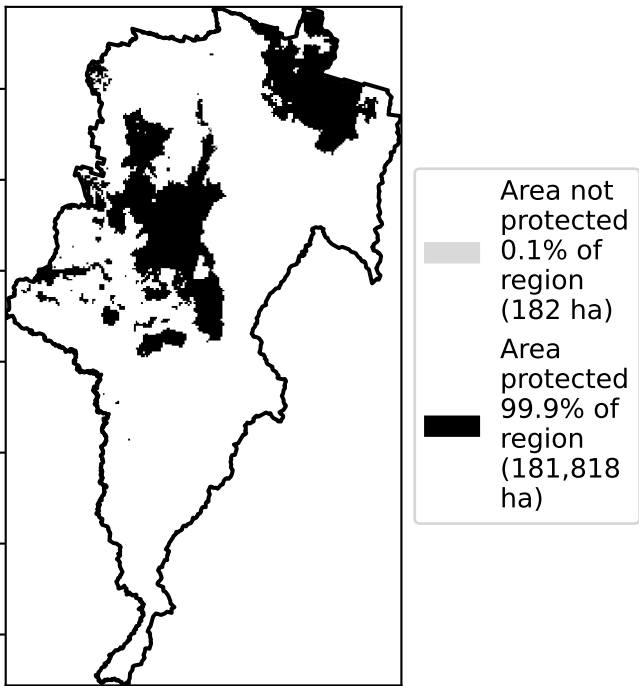 Area not
protected
0.1% of
region
(182 ha)
Area
protected
99.9% of
region
(181,818
ha)